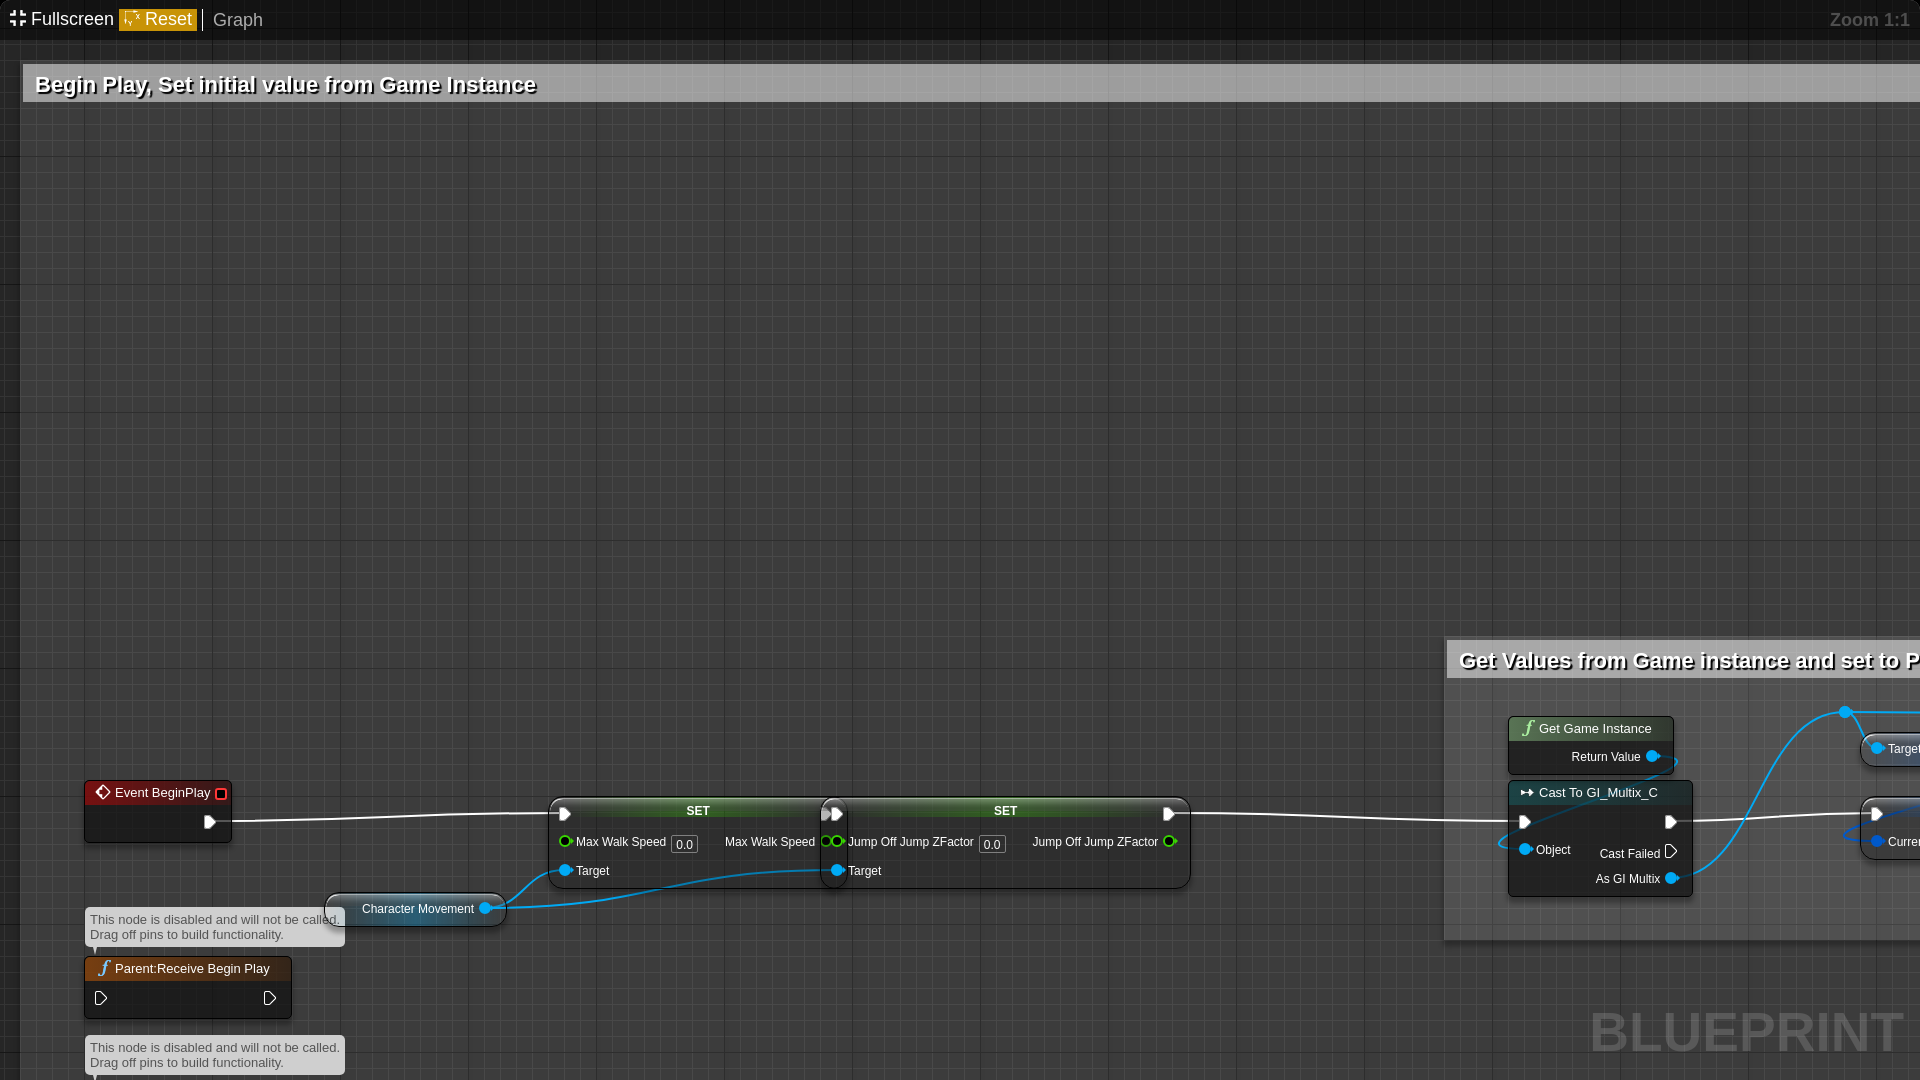 Fullscreen Reset Graph Zoom 1:1
Begin Play, Set initial value from Game Instance
Get Values from Game instance and set to P
Get Game Instance
Return Value
Target
Event BeginPlay
Cast To GI_Multix_C
SET
SET
Max Walk Speed 0.0 Max Walk Speed
Jump Off Jump ZFactor 0.0 Jump Off Jump ZFactor
Object
Cast Failed
As GI Multix
Curre
Target
Target
Character Movement
This node is disabled and will not be called.
Drag off pins to build functionality.
Parent:Receive Begin Play
BLUEPRINT
This node is disabled and will not be called.
Drag off pins to build functionality.